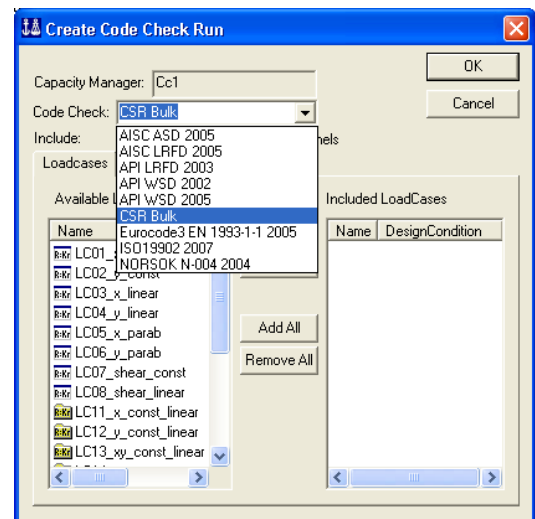 Create Code Check Run
OK
Capacity Manager: Cc1
Cancel
Code Check: CSR Bulk
Include:
AISC ASD 2005
AISC LRFD 2005
API LRFD 2003
API WSD 2002
API WSD 2005
CSR Bulk
Eurocode3 EN 1993-1-1 2005
ISO19902 2007
NORSOK N-004 2004
Loadcases
Available
Included LoadCases
Name
Name DesignCondition
LC01_
LC02_y_const
LC03_x_linear
LC04_y_linear
LC05_x_parab
LC06_y_parab
LC07_shear_const
LC08_shear_linear
LC11_x_const_linear
LC12_y_const_linear
LC13_xy_const_linear
Add All
Remove All